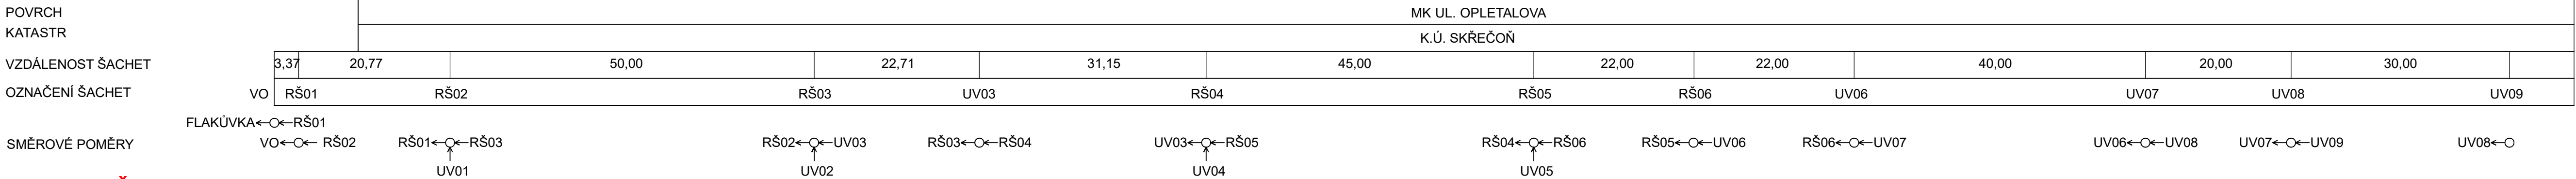 POVRCH MK UL. OPLETALOVA
KATASTR K.Ú. SKŘEČOŇ
VZDÁLENOST ŠACHET 3,37 20,77 50,00 22,71 31,15 45,00 22,00 22,00 40,00 20,00 30,00
OZNAČENÍ ŠACHET VO RŠ01 RŠ02 RŠ03 UV03 RŠ04 RŠ05 RŠ06 UV06 UV07 UV08 UV09
FLAKŮVKA RŠ01
SMĚROVÉ POMĚRY VO RŠ02 RŠ01 RŠ03 RŠ02 UV03 RŠ03 RŠ04 UV03 RŠ05 RŠ04 RŠ06 RŠ05 UV06 RŠ06 UV07 UV06 UV08 UV07 UV09 UV08
UV01 UV02 UV04 UV05